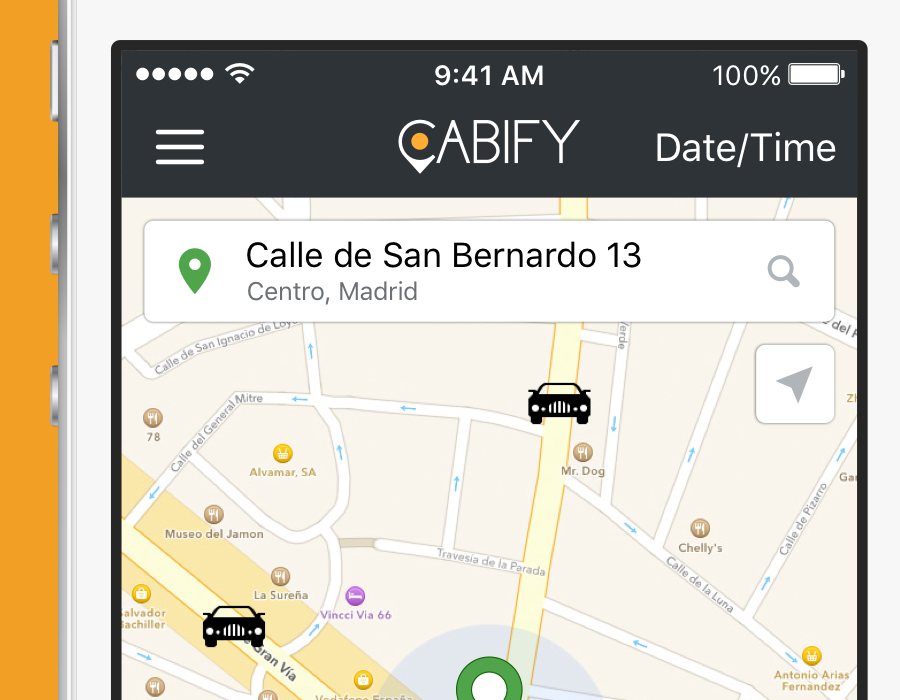 9:41 AM
100%
CABIFY
Date/Time
Calle de San Bernardo 13
Centro, Madrid
Calle de San Ignacio de Loyo
Verde
del
Calle del General Mitre
78
Alvamar, SA
Mr. Dog
Gar
Museo del Jamon
Chelly's
Calle de Pizarro
Travesia de la Parada
La Sureña
Calle de la Luna
Vincci Via 66
Salvador
Bachiller
Gran Vía
Antonio Arias
Fernández
Vodafone España